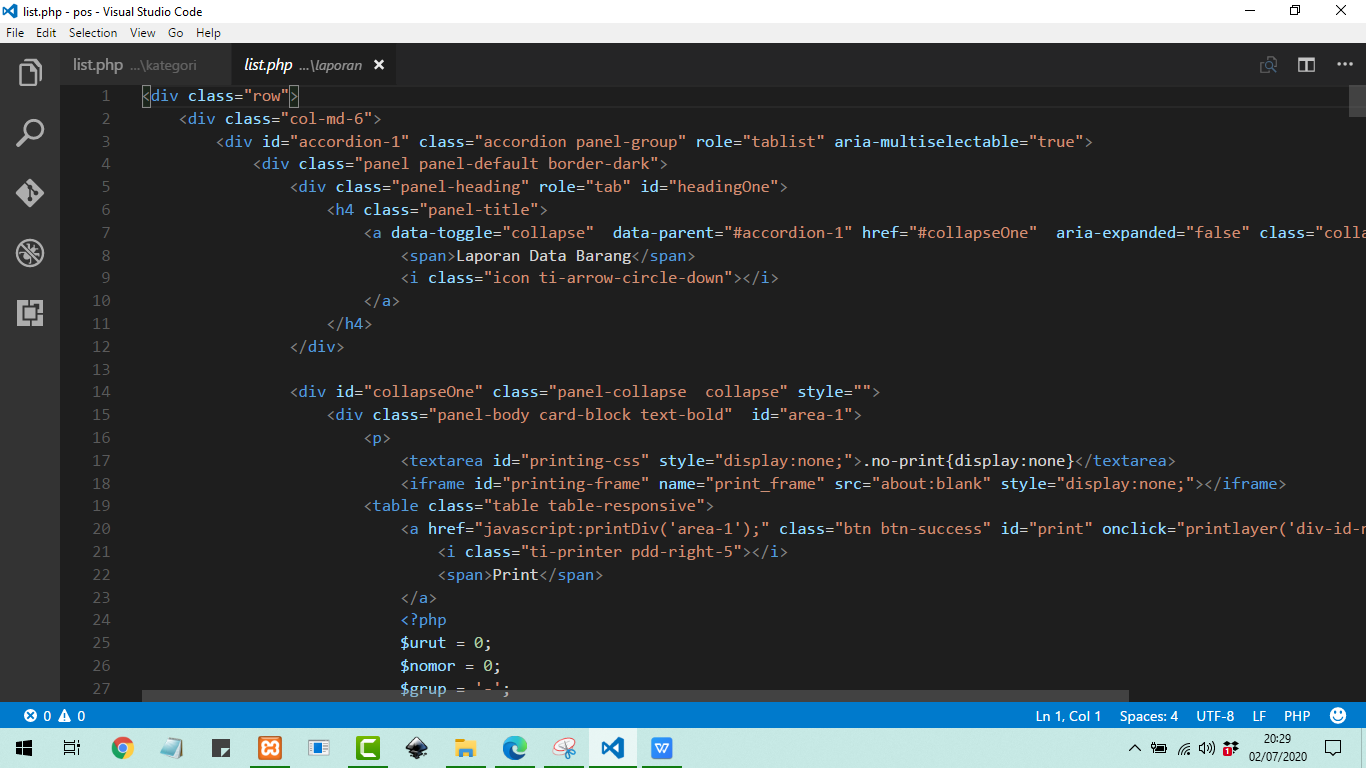 list.php - pos - Visual Studio Code
File Edit Selection View Go Help
list.php ...\kategori list.php ...\laporan
1 <div class="row">
2 <div class="col-md-6">
3 <div id="accordion-1" class="accordion panel-group" role="tablist" aria-multiselectable="true">
4 <div class="panel panel-default border-dark">
5 <div class="panel-heading" role="tab" id="headingOne">
6 <h4 class="panel-title">
7 <a data-toggle="collapse"  data-parent="#accordion-1" href="#collapseOne"  aria-expanded="false" class="colla
8 <span>Laporan Data Barang</span>
9 <i class="icon ti-arrow-circle-down"></i>
10 </a>
11 </h4>
12 </div>
13
14 <div id="collapseOne" class="panel-collapse  collapse" style="">
15 <div class="panel-body card-block text-bold"  id="area-1">
16 <p>
17 <textarea id="printing-css" style="display:none;">.no-print{display:none}</textarea>
18 <iframe id="printing-frame" name="print_frame" src="about:blank" style="display:none;"></iframe>
19 <table class="table table-responsive">
20 <a href="javascript:printDiv('area-1');" class="btn btn-success" id="print" onclick="printlayer('div-id-n
21 <i class="ti-printer pdd-right-5"></i>
22 <span>Print</span>
23 </a>
24 <?php
25 $urut = 0;
26 $nomor = 0;
27 $grup = '-';
0 0 Ln 1, Col 1 Spaces: 4 UTF-8 LF PHP
20:29
02/07/2020